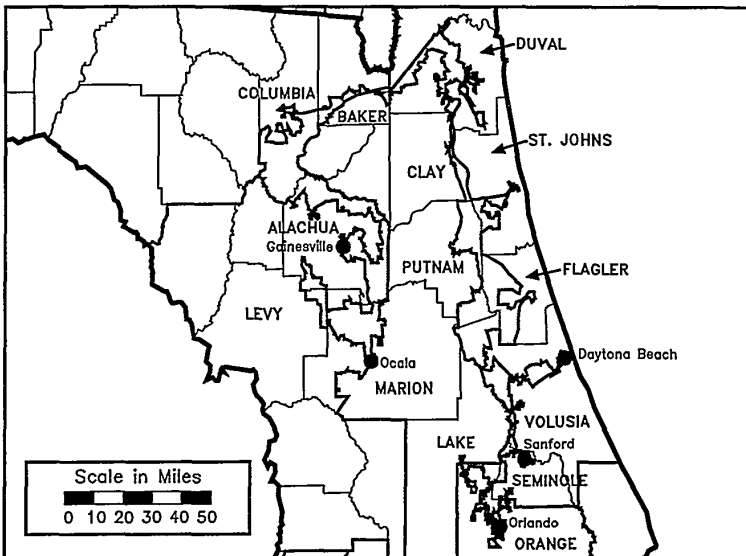 DUVAL
COLUMBIA
BAKER
ST. JOHNS
CLAY
ALACHUA
Gainesville
PUTNAM
FLAGLER
LEVY
Ocala
Daytona Beach
MARION
VOLUSIA
LAKE
Sanford
Scale in Miles
SEMINOLE
0 10 20 30 40 50
Orlando
ORANGE